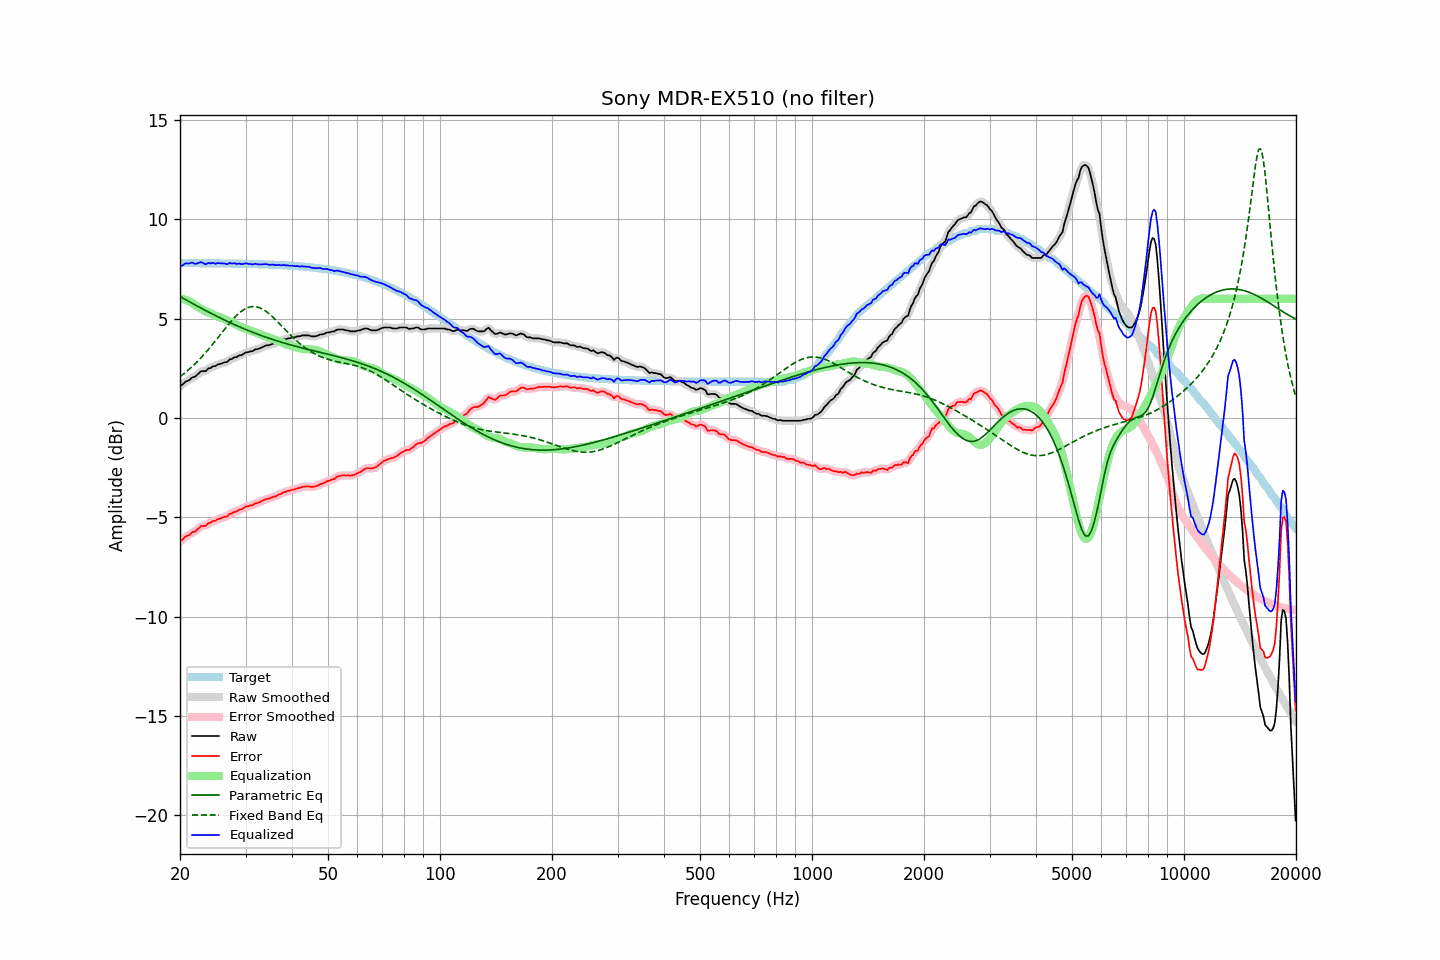 Sony MDR-EX510 (no filter)
15
10
5
0
−5
−10
−15
−20
Amplitude (dBr)
Target
Raw Smoothed
Error Smoothed
Raw
Error
Equalization
Parametric Eq
Fixed Band Eq
Equalized
20 50 100 200 500 1000 2000 5000 10000 20000
Frequency (Hz)